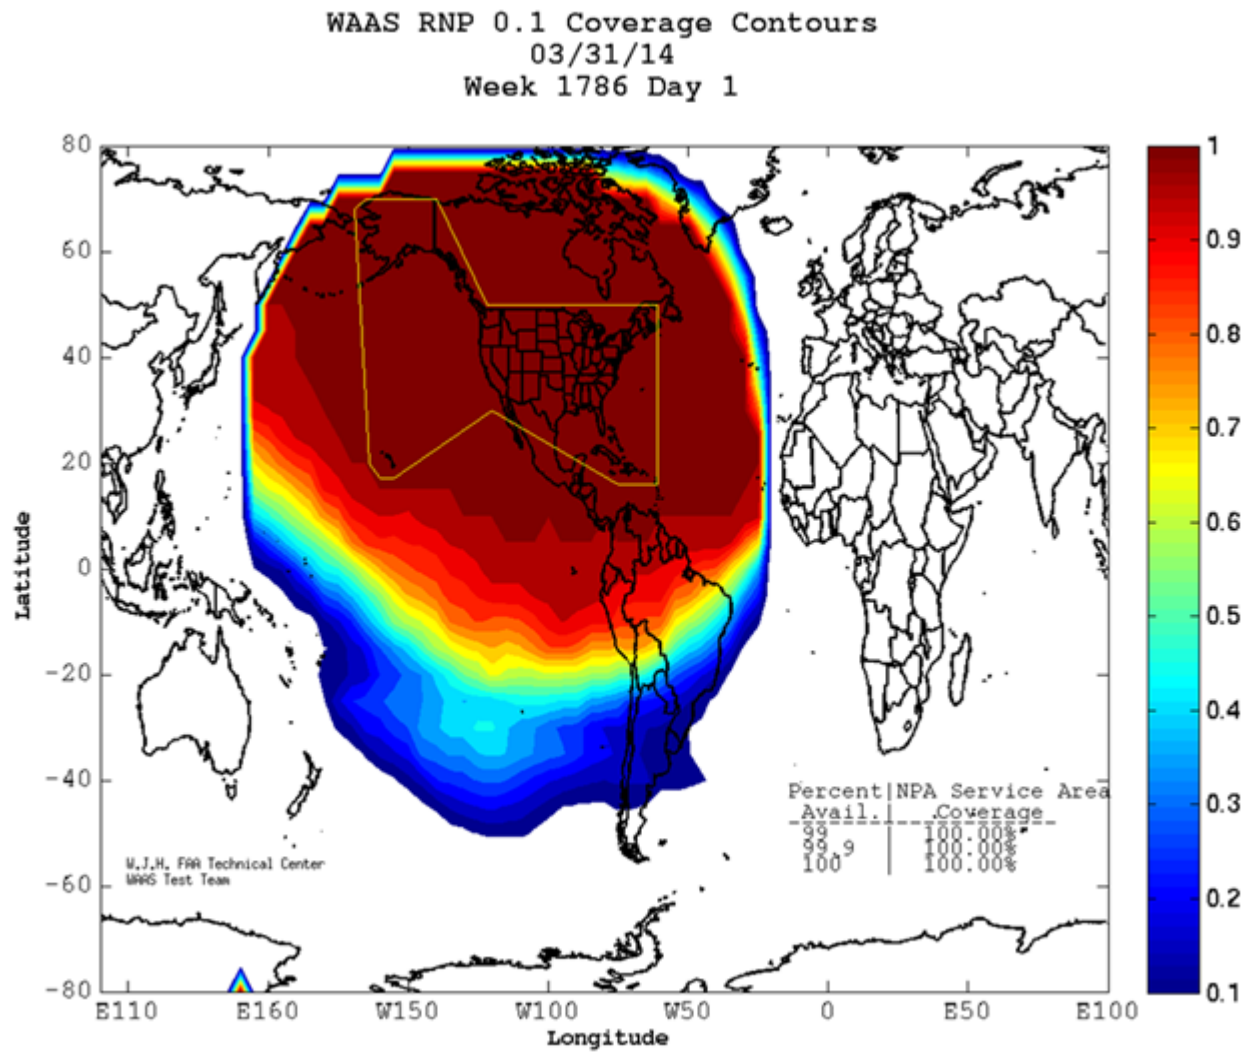 WAAS RNP 0.1 Coverage Contours
03/31/14
Week 1786 Day 1
80
60
40
20
0
-20
-40
-60
-80
Latitude
E110 E160 W150 W100 W50 0 E50 E100
Longitude
Percent|NPA Service Area
Avail.| Coverage
99 | 100.00%
99.9 | 100.00%
100 | 100.00%
W.J.H. FAA Technical Center
WAAS Test Team
1
0.9
0.8
0.7
0.6
0.5
0.4
0.3
0.2
0.1